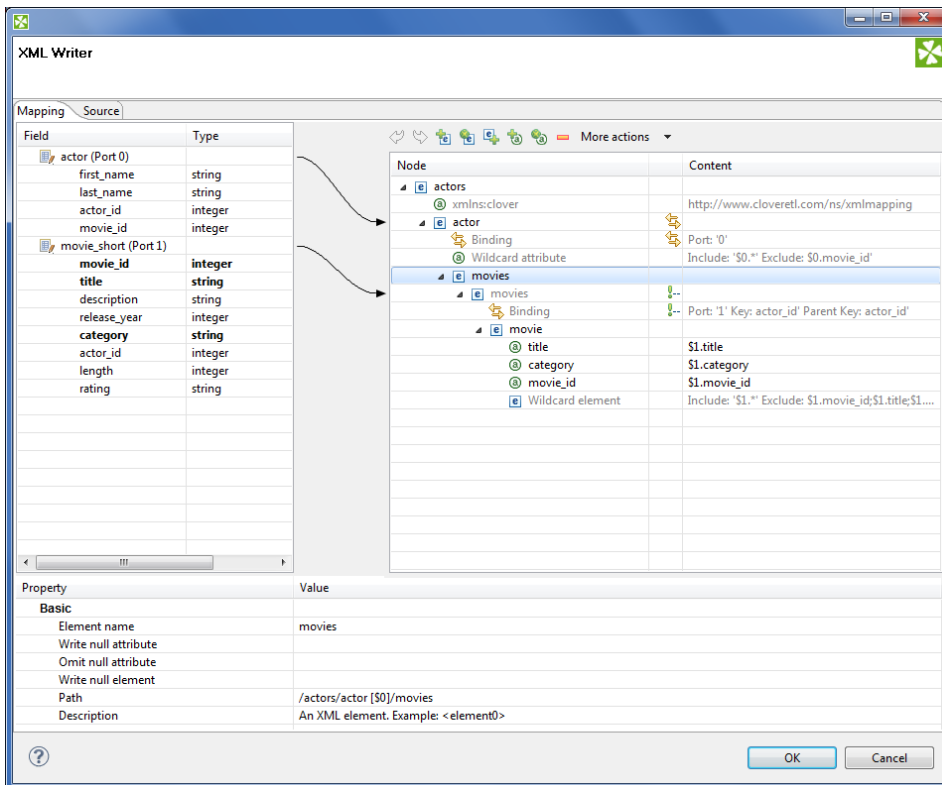 XML Writer
Mapping Source
Field Type
actor (Port 0)
first_name string
last_name string
actor_id integer
movie_id integer
movie_short (Port 1)
movie_id integer
title string
description string
release_year integer
category string
actor_id integer
length integer
rating string
More actions
Node Content
actors
xmlns:clover http://www.cloveretl.com/ns/xmlmapping
actor
Binding Port: '0'
Wildcard attribute Include: '$0.*' Exclude: $0.movie_id'
movies
movies
Binding Port: '1' Key: actor_id' Parent Key: actor_id'
movie
title $1.title
category $1.category
movie_id $1.movie_id
Wildcard element Include: '$1.*' Exclude: $1.movie_id;$1.title;$1....
Property Value
Basic
Element name movies
Write null attribute
Omit null attribute
Write null element
Path /actors/actor [$0]/movies
Description An XML element. Example: <element0>
OK Cancel